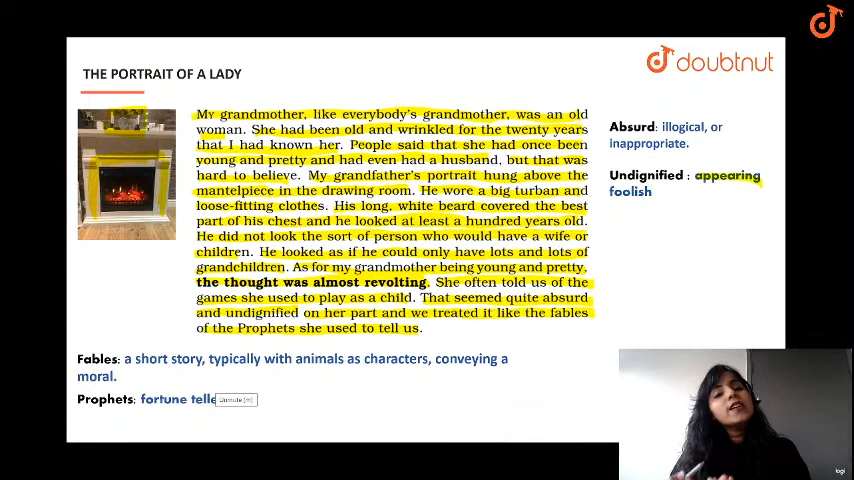 doubtnut
THE PORTRAIT OF A LADY
My grandmother, like everybody's grandmother, was an old
woman. She had been old and wrinkled for the twenty years
that I had known her. People said that she had once been
young and pretty and had even had a husband, but that was
hard to believe. My grandfather's portrait hung above the
mantelpiece in the drawing room. He wore a big turban and
loose-fitting clothes. His long, white beard covered the best
part of his chest and he looked at least a hundred years old.
He did not look the sort of person who would have a wife or
children. He looked as if he could only have lots and lots of
grandchildren. As for my grandmother being young and pretty,
the thought was almost revolting. She often told us of the
games she used to play as a child. That seemed quite absurd
and undignified on her part and we treated it like the fables
of the Prophets she used to tell us.
Absurd: illogical, or
inappropriate.
Undignified : appearing
foolish
Fables: a short story, typically with animals as characters, conveying a
moral.
Prophets: fortune telle
Unmute (m)
logi